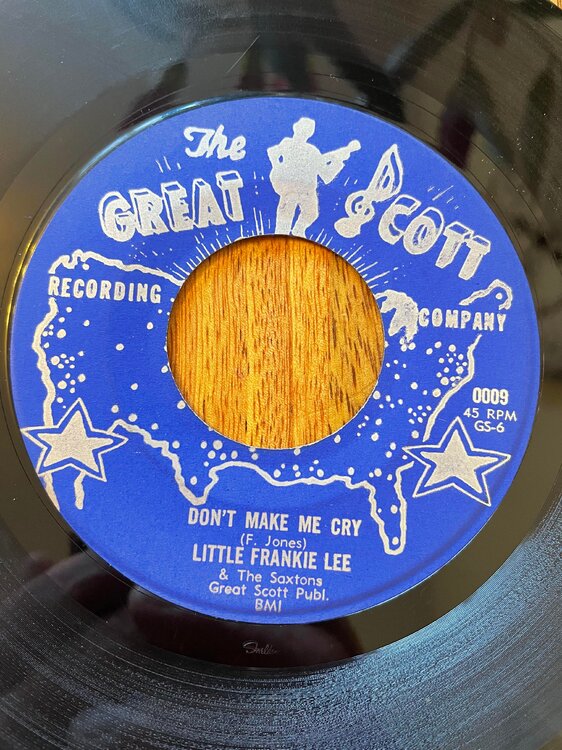 The
GREAT SCOTT
RECORDING COMPANY
0009
45 RPM
GS-6
DON'T MAKE ME CRY
(F. Jones)
LITTLE FRANKIE LEE
& The Saxtons
Great Scott Publ.
BMI